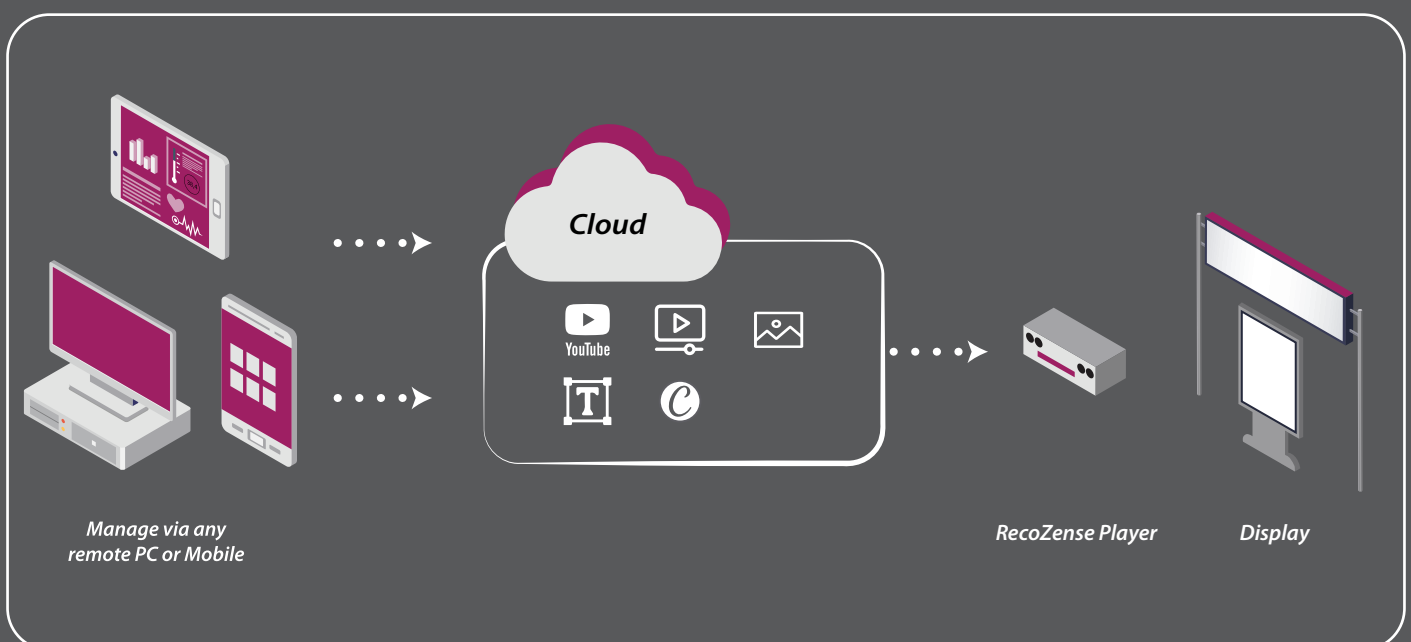 Cloud
YouTube
T
C
Manage via any
remote PC or Mobile
RecoZense Player
Display